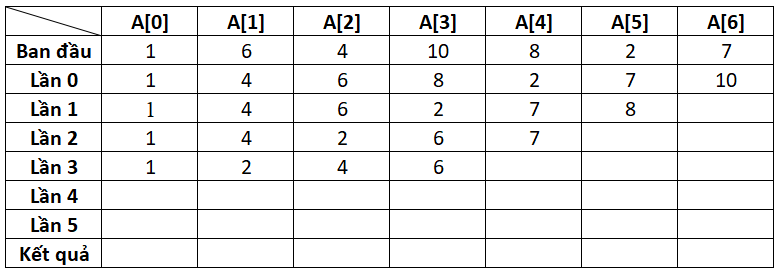 A[0] A[1] A[2] A[3] A[4] A[5] A[6]
Ban đầu 1 6 4 10 8 2 7
Lần 0 1 4 6 8 2 7 10
Lần 1 1 4 6 2 7 8
Lần 2 1 4 2 6 7
Lần 3 1 2 4 6
Lần 4
Lần 5
Kết quả